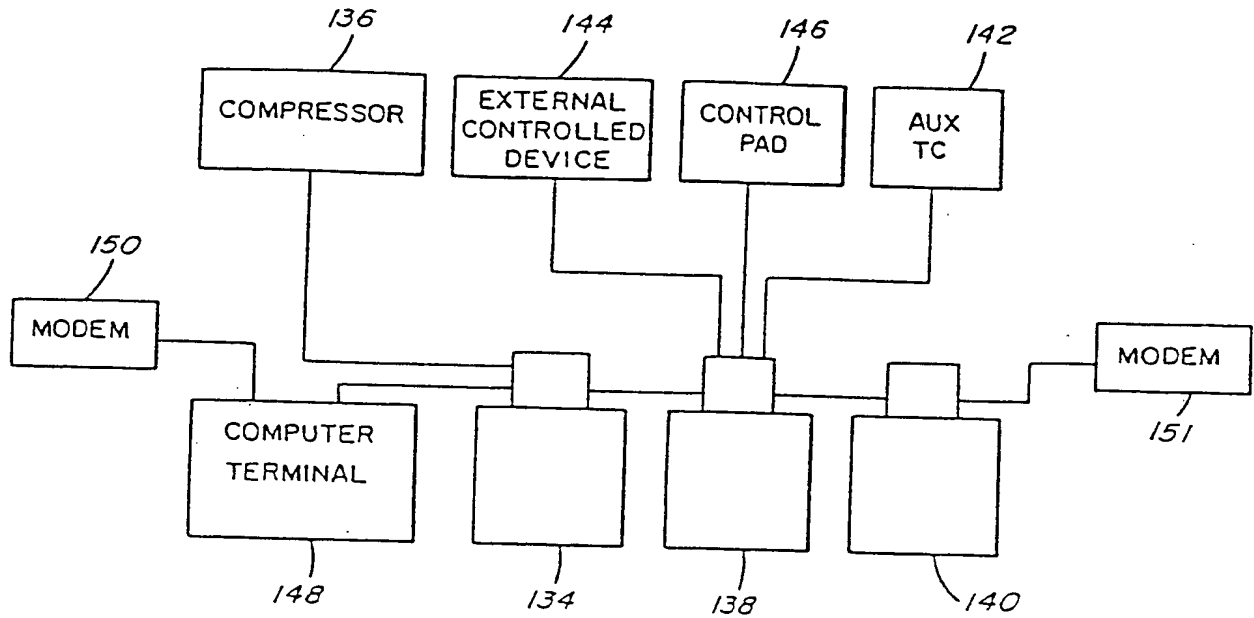 136
144
146
142
COMPRESSOR
EXTERNAL
CONTROLLED
DEVICE
CONTROL
PAD
AUX
TC
150
MODEM
MODEM
151
COMPUTER
TERMINAL
148
134
138
140